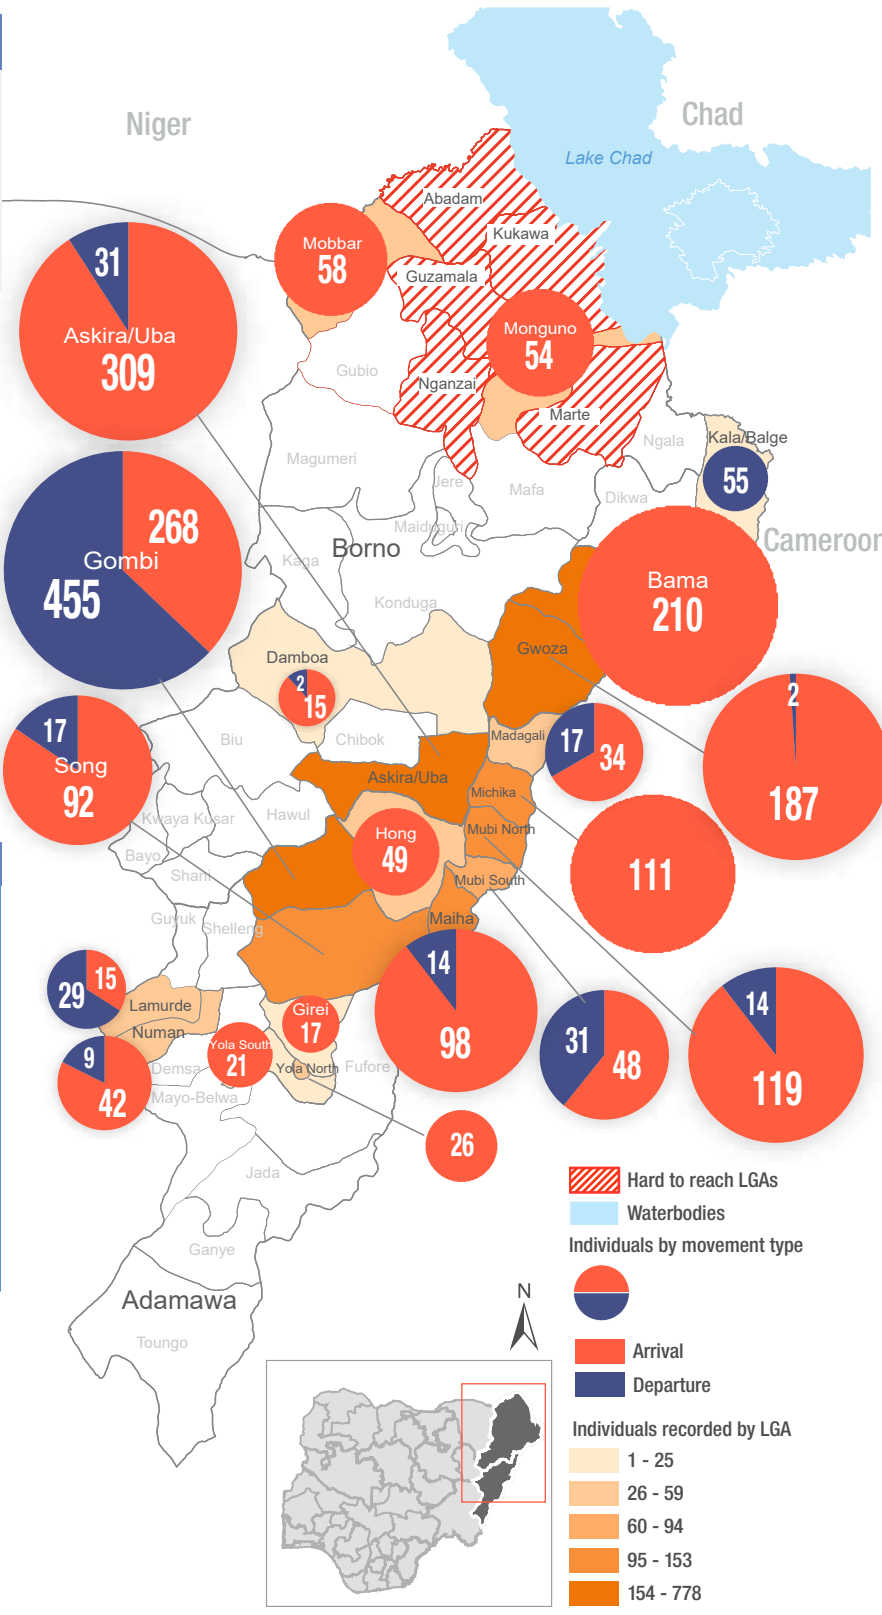 Niger
Chad
Lake Chad
Abadam
Kukawa
Mobbar
58
Guzamala
31
Askira/Uba
309
Monguno
54
Gubio
Nganzai
Marte
Ngala
Kala/Balge
55
Magumeri
Jere
Mafa
Dikwa
Maiduguri
Cameroon
Borno
Kaga
268
Gombi
455
Bama
210
Konduga
Gwoza
Damboa
2
15
2
187
17
Song
92
Biu
Chibok
Madagali
17
34
Askira/Uba
Michika
Kwaya Kusar
Hawul
Hong
49
Mubi North
Bayo
Shani
Mubi South
111
Guyuk
Shelleng
Maiha
15
29
Lamurde
14
98
14
119
Girei
17
Numan
31
48
Yola South
21
9
42
Demsa
Yola North
Fufore
Mayo-Belwa
26
Jada
Hard to reach LGAs
Waterbodies
Ganye
Individuals by movement type
Adamawa
N
Toungo
Arrival
Departure
Individuals recorded by LGA
1 - 25
26 - 59
60 - 94
95 - 153
154 - 778